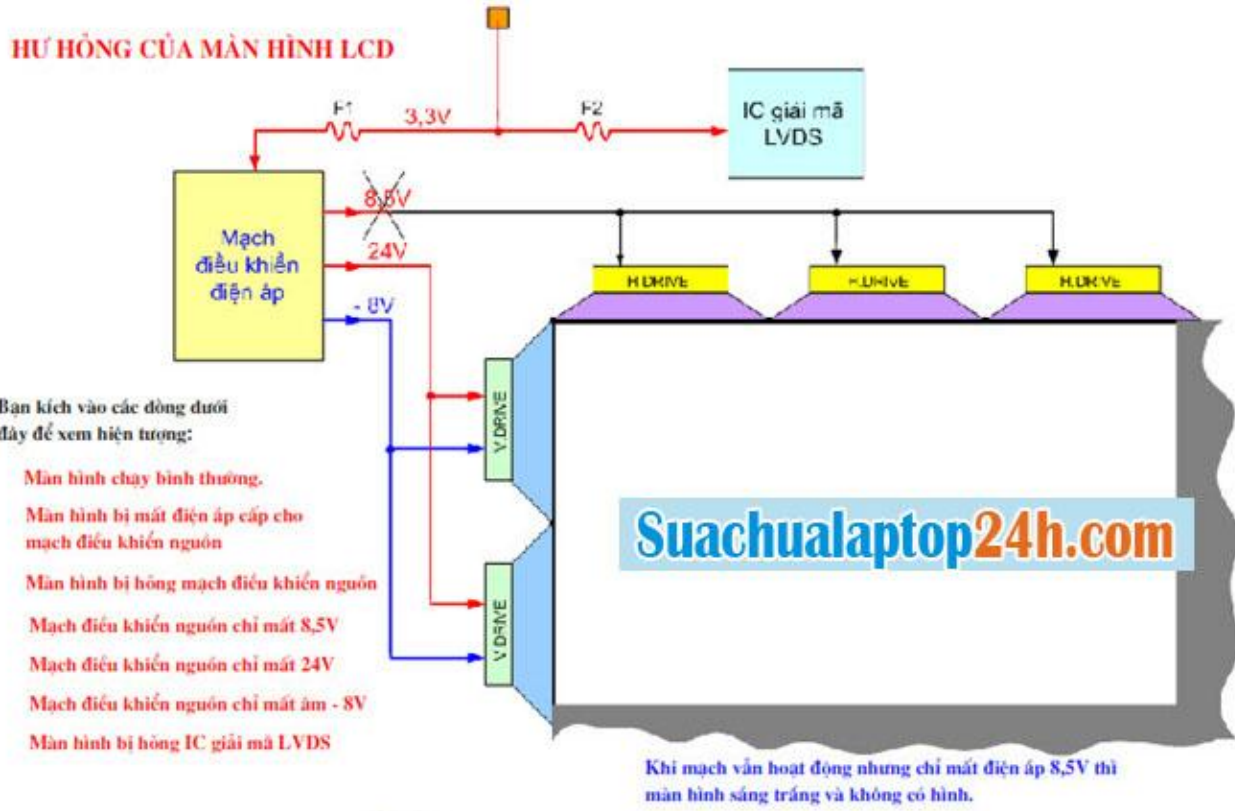 HƯ HỎNG CỦA MÀN HÌNH LCD
F1
3,3V
F2
IC giải mã
LVDS
8,5V
24V
- 8V
Mạch
điều khiển
điện áp
H.DRIVE
H.DRIVE
H.DRIVE
V.DRIVE
V.DRIVE
Bạn kích vào các dòng dưới
đây để xem hiện tượng:
Màn hình chạy bình thường.
Màn hình bị mất điện áp cấp cho
mạch điều khiển nguồn
Màn hình bị hỏng mạch điều khiển nguồn
Mạch điều khiển nguồn chỉ mất 8,5V
Mạch điều khiển nguồn chỉ mất 24V
Mạch điều khiển nguồn chỉ mất âm - 8V
Màn hình bị hỏng IC giải mã LVDS
Suachualaptop24h.com
Khi mạch vẫn hoạt động nhưng chỉ mất điện áp 8,5V thì
màn hình sáng trắng và không có hình.